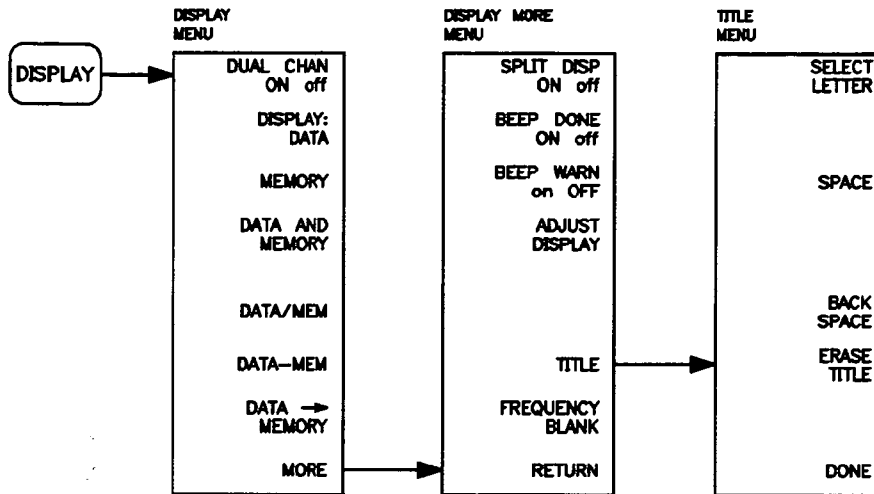 DISPLAY
DISPLAY
MENU
DUAL CHAN
ON off
DISPLAY:
DATA
MEMORY
DATA AND
MEMORY
DATA/MEM
DATA-MEM
DATA →
MEMORY
MORE
DISPLAY MORE
MENU
SPLIT DISP
ON off
BEEP DONE
ON off
BEEP WARN
on OFF
ADJUST
DISPLAY
TITLE
FREQUENCY
BLANK
RETURN
TITLE
MENU
SELECT
LETTER
SPACE
BACK
SPACE
ERASE
TITLE
DONE